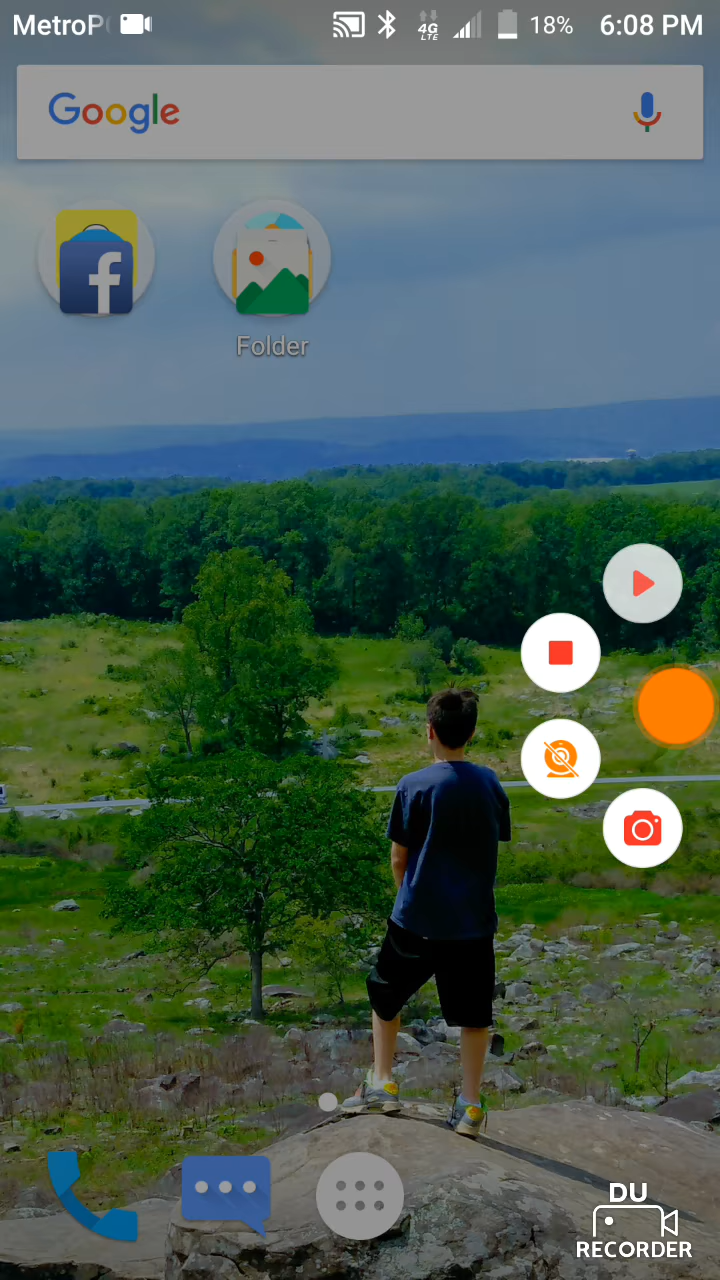 MetroP
4G
LTE
18%
6:08 PM
Google
f
Folder
DU
RECORDER